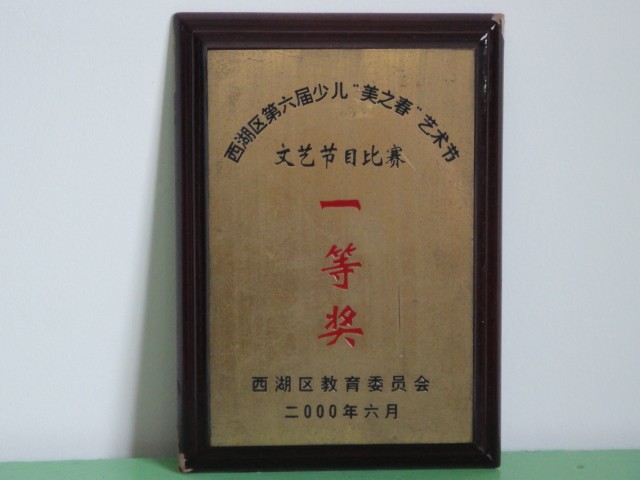 西湖区第六届少儿“美之春”艺术节
文艺节目比赛
一
等
奖
西湖区教育委员会
二000年六月